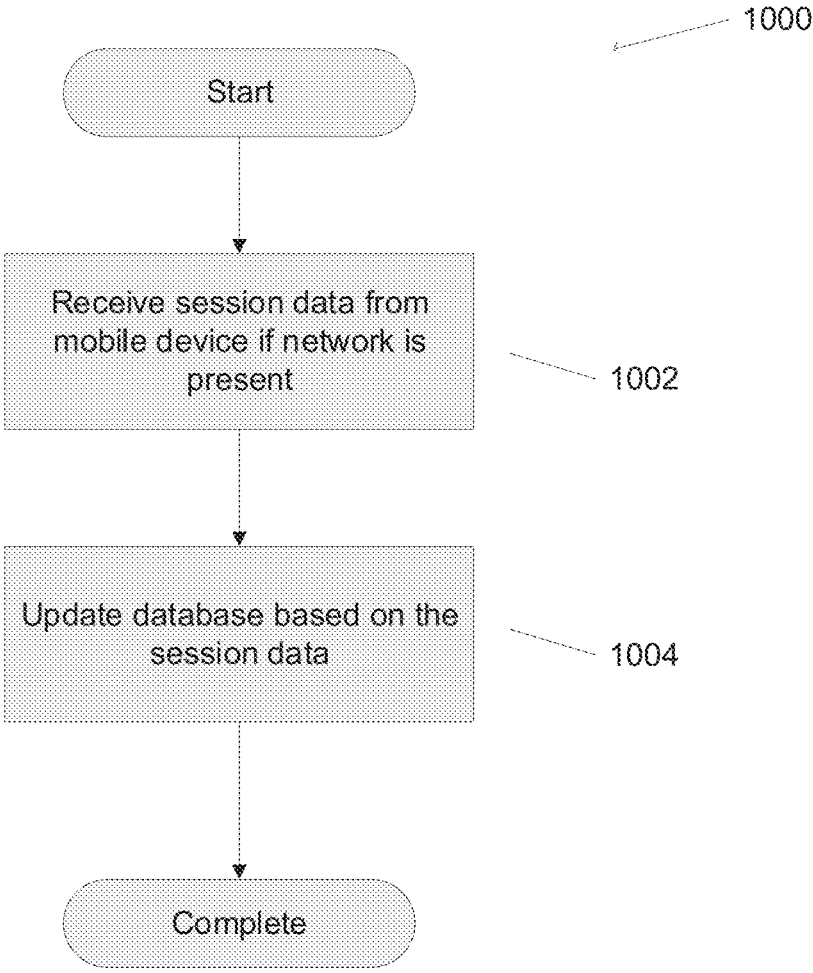 1000
Start
Receive session data from
mobile device if network is
present
1002
Update database based on the
session data
1004
Complete